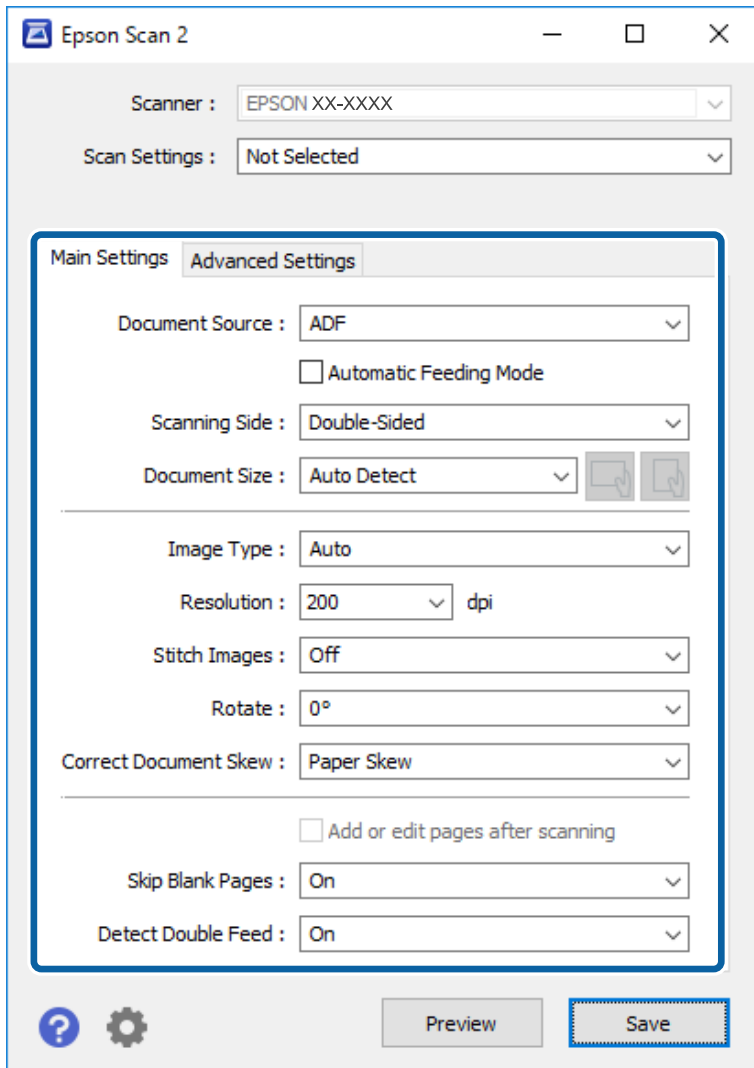 Epson Scan 2
Scanner : EPSON XX-XXXX
Scan Settings : Not Selected
Main Settings Advanced Settings
Document Source : ADF
Automatic Feeding Mode
Scanning Side : Double-Sided
Document Size : Auto Detect
Image Type : Auto
Resolution : 200 dpi
Stitch Images : Off
Rotate : 0°
Correct Document Skew : Paper Skew
Add or edit pages after scanning
Skip Blank Pages : On
Detect Double Feed : On
? Preview Save